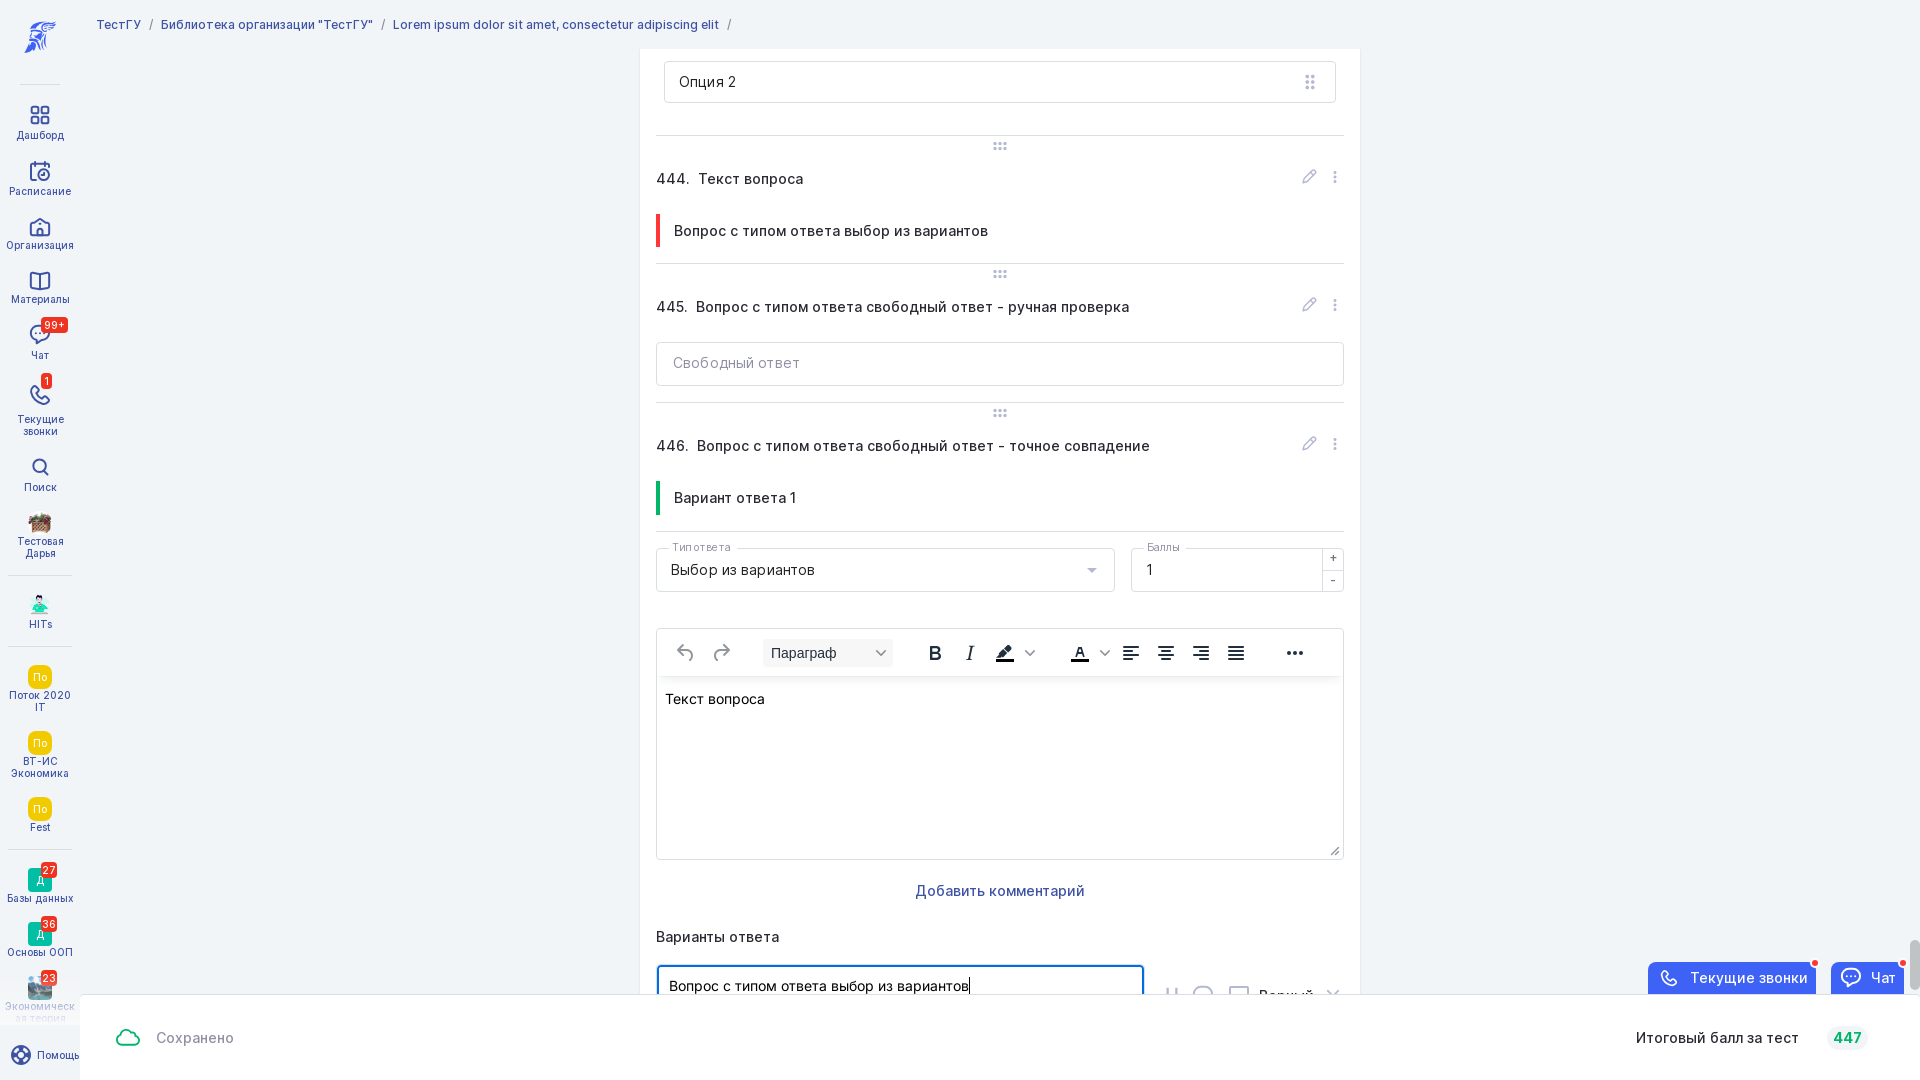 ТестГУ / Библиотека организации "ТестГУ" / Lorem ipsum dolor sit amet, consectetur adipiscing elit /
Дашборд
Расписание
Организация
Материалы
99+
Чат
1
Текущие
звонки
Поиск
Тестовая
Дарья
HITs
По
Поток 2020
IT
По
ВТ-ИС
Экономика
По
Fest
27
Д
Базы данных
36
Д
Основы ООП
23
Экономическ
ая теория
Помощь
Опция 2
444. Текст вопроса
Вопрос с типом ответа выбор из вариантов
445. Вопрос с типом ответа свободный ответ - ручная проверка
Свободный ответ
446. Вопрос с типом ответа свободный ответ - точное совпадение
Вариант ответа 1
Тип ответа
Выбор из вариантов
Баллы
1
+
-
Параграф
Текст вопроса
Добавить комментарий
Варианты ответа
Вопрос с типом ответа выбор из вариантов
Верный
Текущие звонки
Чат
Сохранено
Итоговый балл за тест 447